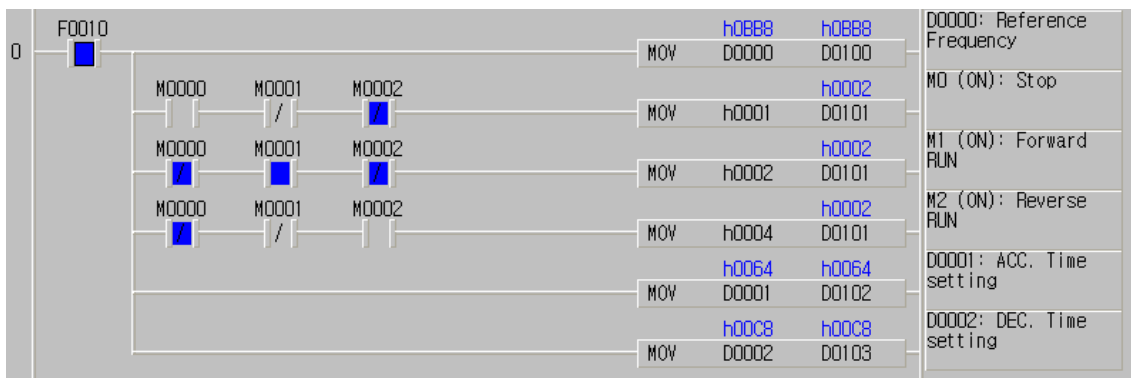 F0010 h0BB8 h0BB8 D0000: Reference
0 MOV D0000 D0100 Frequency
M0000 M0001 M0002 h0002 M0 (ON): Stop
/ / MOV h0001 D0101
M0000 M0001 M0002 h0002 M1 (ON): Forward
/ / MOV h0002 D0101 RUN
M0000 M0001 M0002 h0002 M2 (ON): Reverse
/ / MOV h0004 D0101 RUN
h0064 h0064 D0001: ACC. Time
MOV D0001 D0102 setting
h00C8 h00C8 D0002: DEC. Time
MOV D0002 D0103 setting